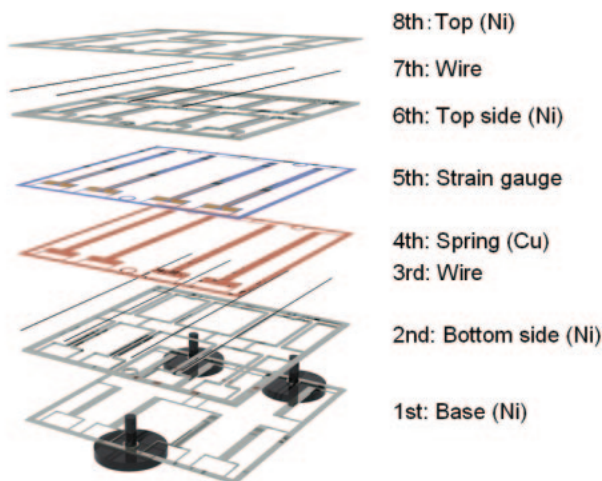 8th: Top (Ni)
7th: Wire
6th: Top side (Ni)
5th: Strain gauge
4th: Spring (Cu)
3rd: Wire
2nd: Bottom side (Ni)
1st: Base (Ni)